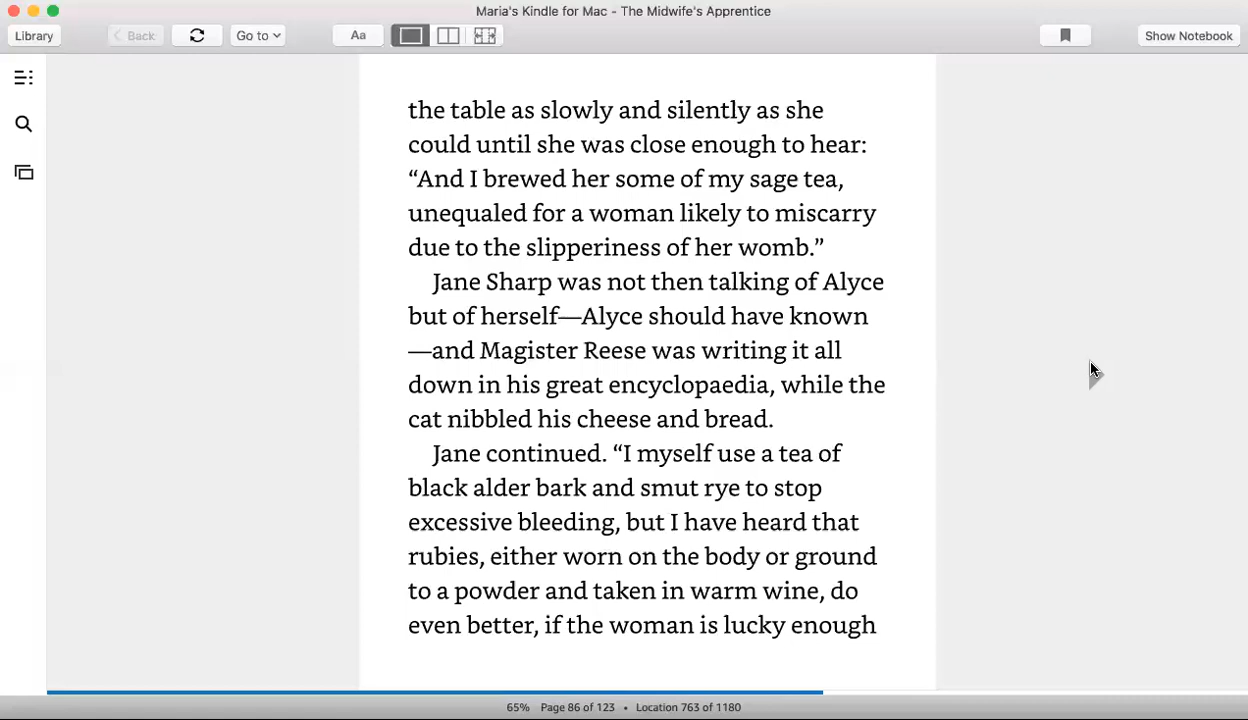 Maria's Kindle for Mac - The Midwife's Apprentice
Library
Back
Go to
Aa
Show Notebook
the table as slowly and silently as she
could until she was close enough to hear:
“And I brewed her some of my sage tea,
unequaled for a woman likely to miscarry
due to the slipperiness of her womb.”
Jane Sharp was not then talking of Alyce
but of herself—Alyce should have known
—and Magister Reese was writing it all
down in his great encyclopaedia, while the
cat nibbled his cheese and bread.
Jane continued. “I myself use a tea of
black alder bark and smut rye to stop
excessive bleeding, but I have heard that
rubies, either worn on the body or ground
to a powder and taken in warm wine, do
even better, if the woman is lucky enough
65% Page 86 of 123 • Location 763 of 1180